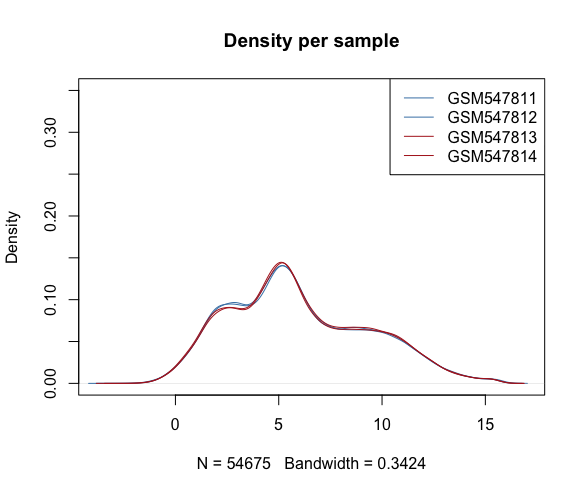 Density per sample
GSM547811
GSM547812
GSM547813
GSM547814
Density
0.30
0.20
0.10
0.00
0
5
10
15
N = 54675 Bandwidth = 0.3424